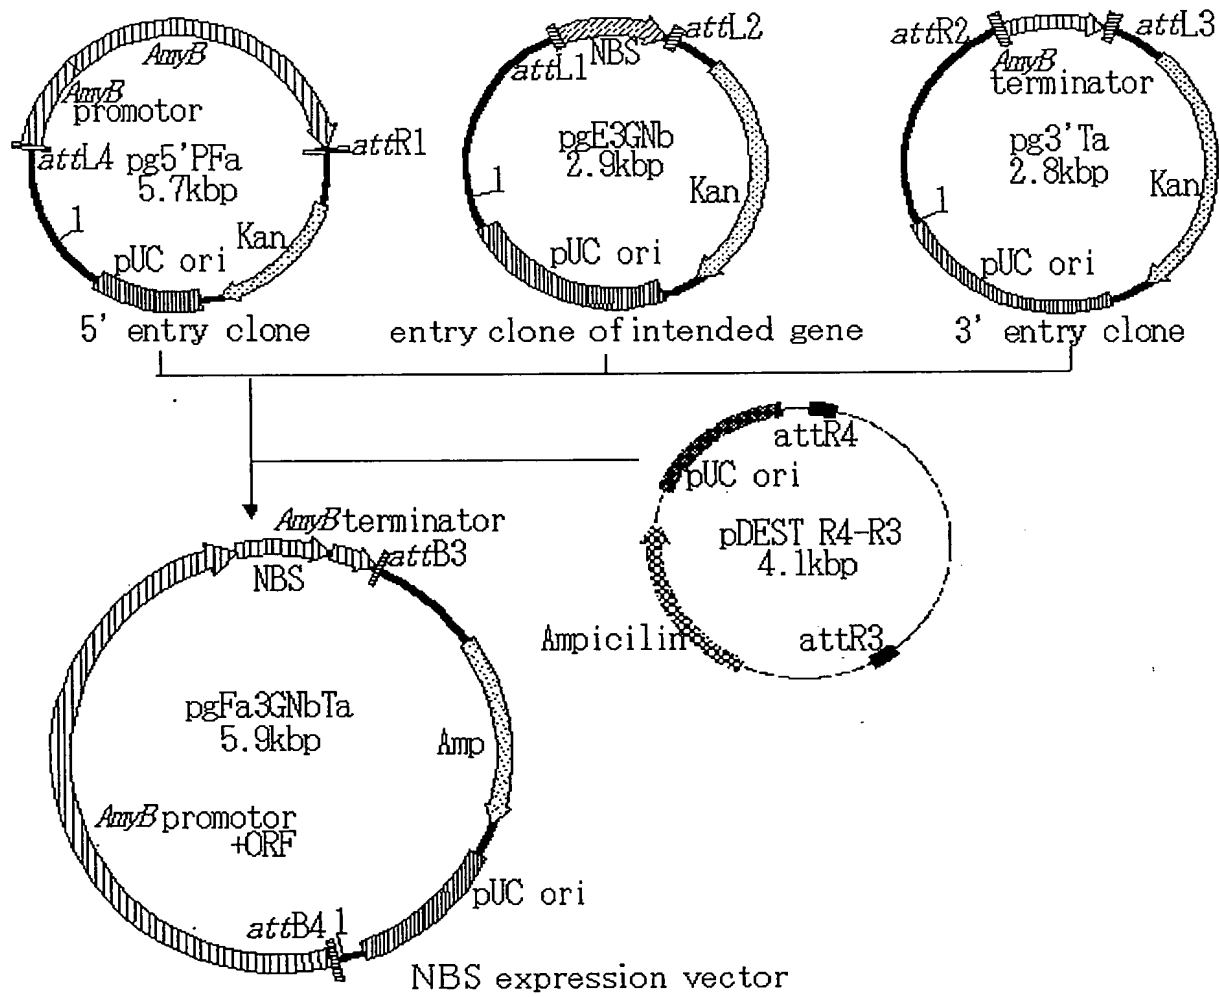 AmyB
AmyB
promotor
attL4
pg5'PFa
5.7kbp
attR1
1
Kan
pUC ori
5' entry clone
attL1
NBS
attL2
pgE3GNb
2.9kbp
1
Kan
pUC ori
entry clone of intended gene
attR2
AmyB
terminator
attL3
pg3'Ta
2.8kbp
1
Kan
pUC ori
3' entry clone
attR4
pUC ori
pDEST R4-R3
4.1kbp
Ampicilin
attR3
AmyB terminator
NBS
attB3
pgFa3GNbTa
5.9kbp
Amp
AmyB promotor
+ORF
pUC ori
attB4 1
NBS expression vector